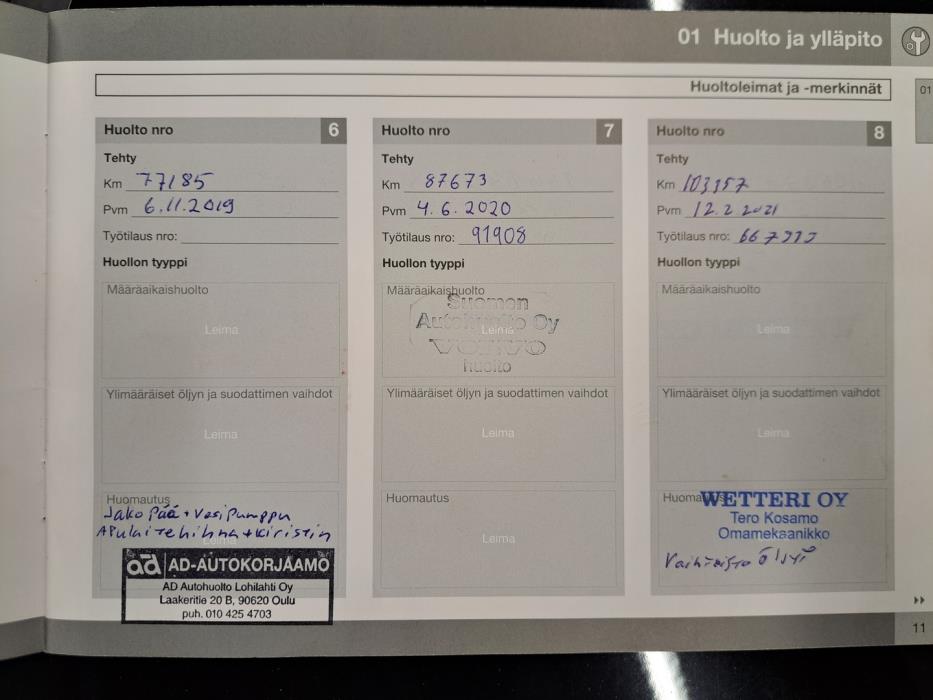 01 Huolto ja ylläpito
Huoltoleimat ja -merkinnät
01
Huolto nro 6
Tehty
Km 77185
Pvm 6.11.2019
Työtilaus nro:
Huollon tyyppi
Määräaikaishuolto
Leima
Ylimääräiset öljyn ja suodattimen vaihdot
Leima
Huomautus
Jako Pää + Vesipumppu
Apulaitehihna + kiristin
ad AD-AUTOKORJAAMO
AD Autohuolto Lohilahti Oy
Laakeritie 20 B, 90620 Oulu
puh. 010 425 4703
Huolto nro 7
Tehty
Km 87673
Pvm 4.6.2020
Työtilaus nro: 91908
Huollon tyyppi
Määräaikaishuolto
Suomen
Autohuolto Oy
Leima
VOLVO
huolto
Ylimääräiset öljyn ja suodattimen vaihdot
Leima
Huomautus
Leima
Huolto nro 8
Tehty
Km 103357
Pvm 12.2 2021
Työtilaus nro:
Huollon tyyppi
Määräaikaishuolto
Leima
Ylimääräiset öljyn ja suodattimen vaihdot
Leima
Huomautus
WETTERI OY
Tero Kosamo
Omamekaanikko
Vaihteisto Öljyt
11